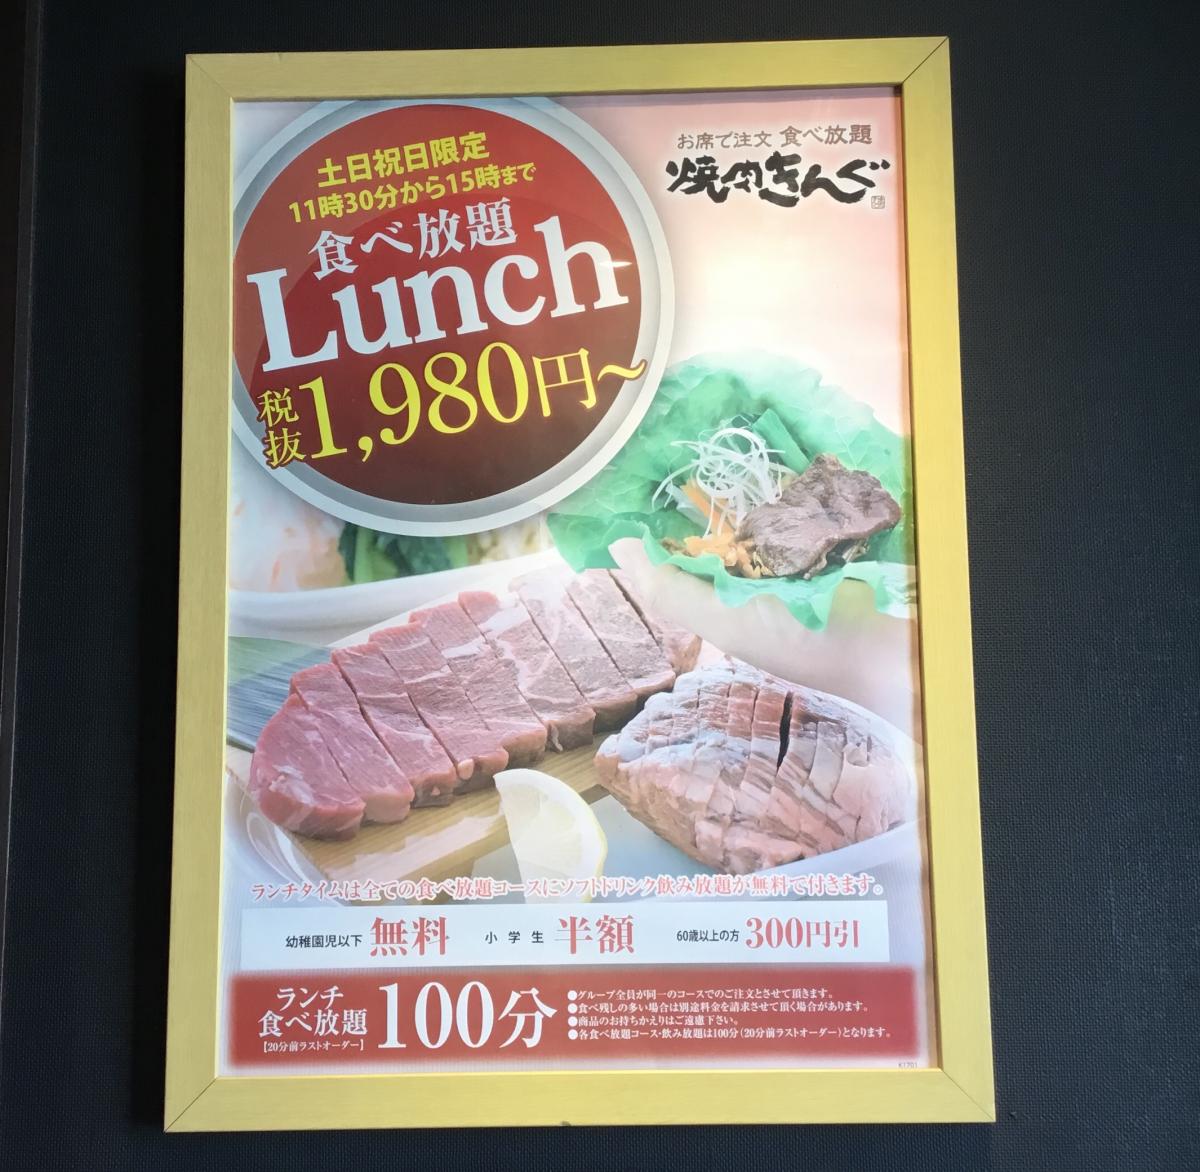 土日祝日限定
11時30分から15時まで
食べ放題
Lunch
税抜1,980円～
お席で注文 食べ放題
焼肉きんぐ
ランチタイムは全ての食べ放題コースにソフトドリンク飲み放題が無料で付きます。
幼稚園児以下 無料 小学生 半額 60歳以上の方 300円引
ランチ
食べ放題
【20分前ラストオーダー】
100分
●グループ全員が同一のコースでのご注文とさせて頂きます。
●食べ残しの多い場合は別途料金を請求させて頂く場合があります。
●商品のお持ちかえりはご遠慮下さい。
●各食べ放題コース・飲み放題は100分（20分前ラストオーダー）となります。
K1701